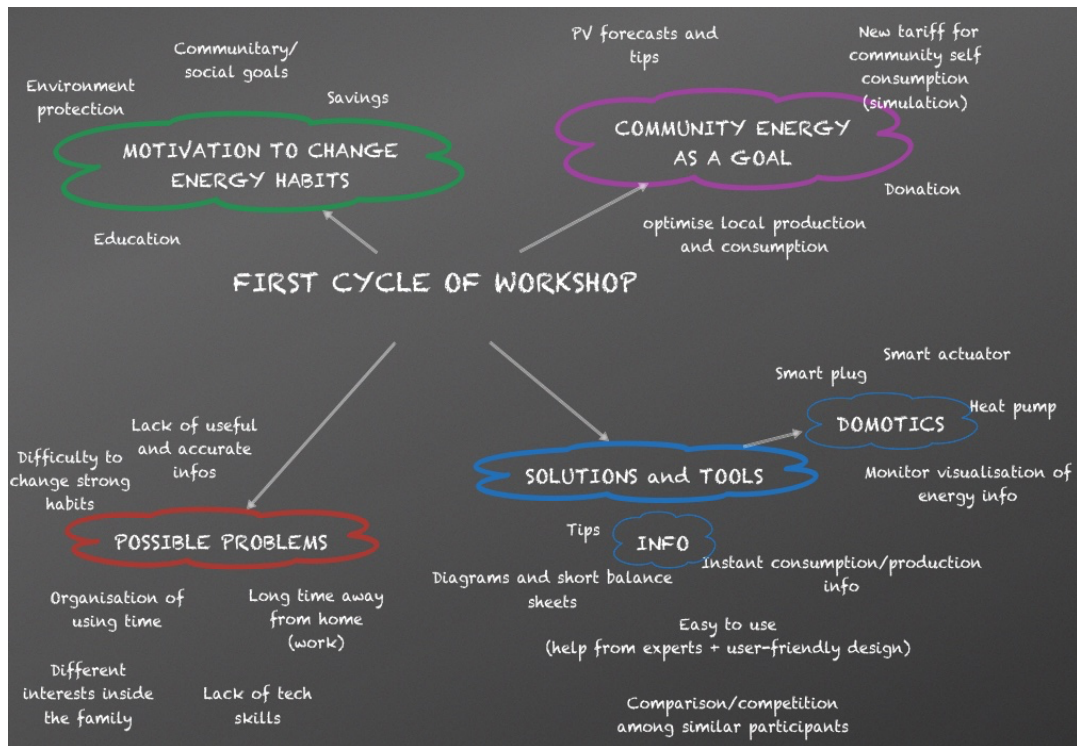 Communitary/
social goals
Environment
protection
Savings
MOTIVATION TO CHANGE
ENERGY HABITS
Education
PV forecasts and
tips
New tariff for
community self
consumption
(simulation)
COMMUNITY ENERGY
AS A GOAL
Donation
optimise local production
and consumption
FIRST CYCLE OF WORKSHOP
Lack of useful
and accurate
infos
Difficulty to
change strong
habits
POSSIBLE PROBLEMS
Organisation of
using time
Long time away
from home
(work)
Different
interests inside
the family
Lack of tech
skills
Smart actuator
Smart plug
Heat pump
DOMOTICS
Monitor visualisation of
energy info
SOLUTIONS and TOOLS
Tips
INFO
Instant consumption/production
info
Diagrams and short balance
sheets
Easy to use
(help from experts + user-friendly design)
Comparison/competition
among similar participants